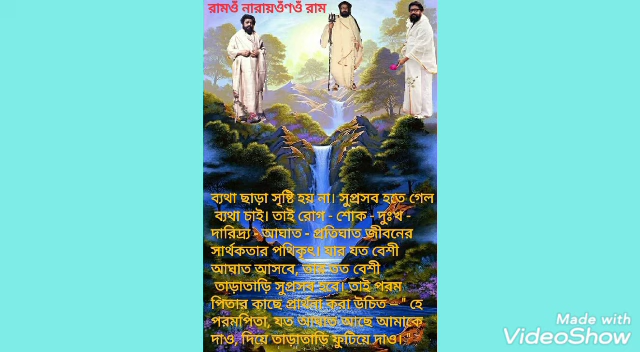 রামওঁ নারায়ওঁণওঁ রাম
ব্যথা ছাড়া সৃষ্টি হয় না। সুপ্রসব হতে গেল
ব্যথা চাই। তাই রোগ - শোক - দুঃখ -
দারিদ্র্য - আঘাত - প্রতিঘাত জীবনের
সার্থকতার পথিকৃৎ। যার যত বেশী
আঘাত আসবে, তার তত বেশী
তাড়াতাড়ি সুপ্রসব হবে। তাই পরম
পিতার কাছে প্রার্থনা করা উচিত – " হে
পরমপিতা, যত আঘাত আছে আমাকে
দাও, দিয়ে তাড়াতাড়ি ফুটিয়ে দাও।"
Made with
VideoShow